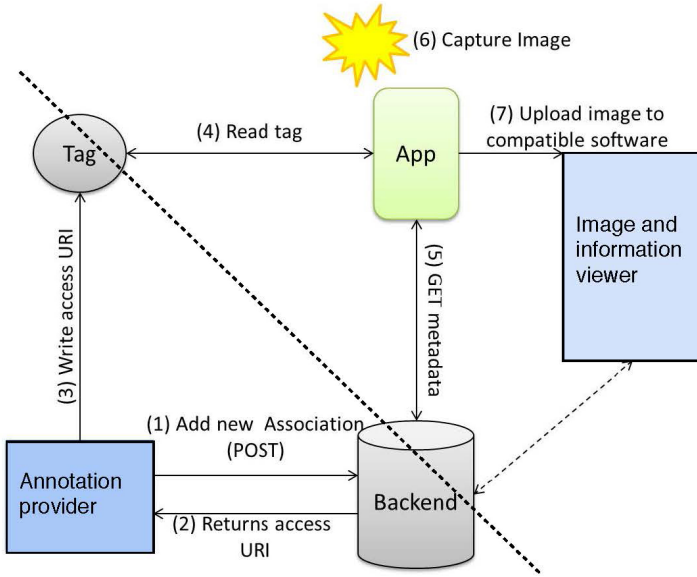 (6) Capture Image
(7) Upload image to
compatible software
(4) Read tag
Tag
App
Image and
information
viewer
(5) GET metadata
(3) Write access URI
(1) Add new Association
(POST)
Annotation
provider
Backend
(2) Returns access
URI